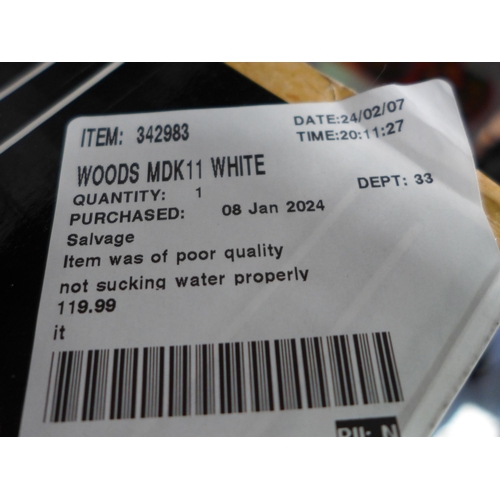 ITEM: 342983 DATE:24/02/07
TIME:20:11:27
WOODS MDK11 WHITE
QUANTITY: 1 DEPT: 33
PURCHASED: 08 Jan 2024
Salvage
Item was of poor quality
not sucking water properly
119.99
it